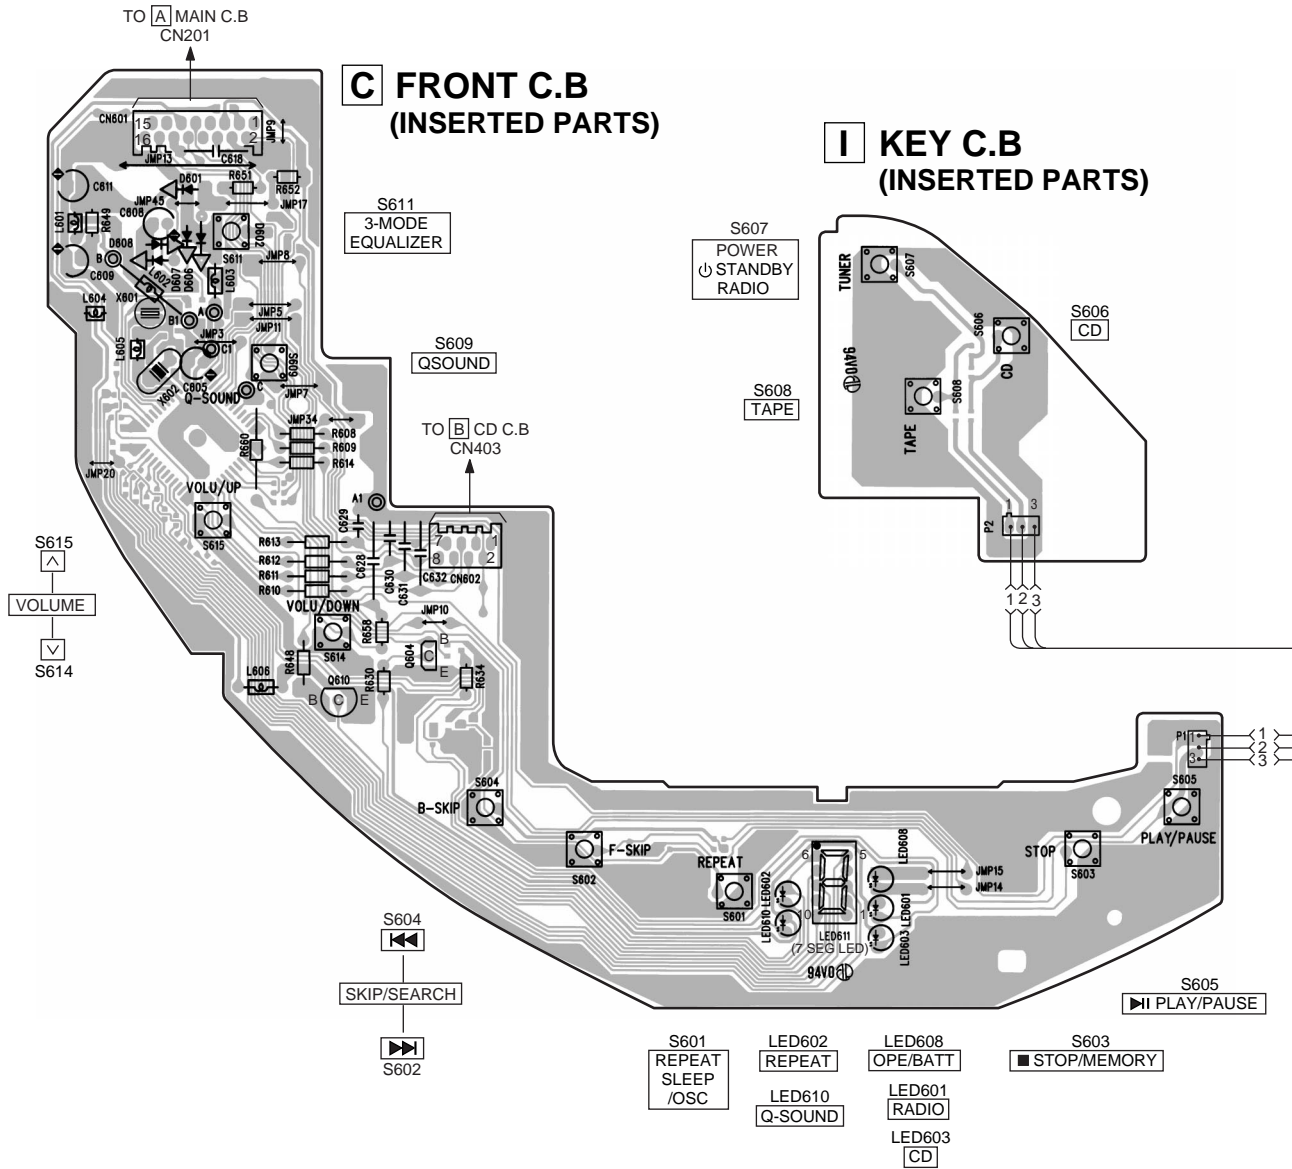 TO A MAIN C.B
CN201
C FRONT C.B
(INSERTED PARTS)
I KEY C.B
(INSERTED PARTS)
CN601
15
1
16
2
JMP9
JMP13
C618
C611
D601
R651
R652
JMP45
JMP17
L601
R649
C608
D602
S611
D608
B
C609
L602
D607
D606
L603
JMP8
X601
L604
B1
A
JMP5
JMP11
JMP3
L605
C1
S609
X602
C805
C
JMP7
Q-SOUND
S611
3-MODE
EQUALIZER
S609
QSOUND
TO B CD C.B
CN403
S607
POWER
STANDBY
RADIO
S606
CD
S608
TAPE
TUNER
S607
S606
CD
94V0
S608
TAPE
1
3
P2
1 2 3
R660
JMP34
R608
R609
R614
JMP20
VOLU/UP
S615
A1
C629
7
1
8
2
R613
R612
R611
R610
C628
C630
C631
C632
CN602
VOLU/DOWN
S614
R658
JMP10
B
Q604
C
E
R648
R630
R634
L606
Q610
B
C
E
S615
VOLUME
S614
P1
1
3
1
2
3
S605
PLAY/PAUSE
S604
B-SKIP
F-SKIP
S602
REPEAT
S601
STOP
S603
6
5
10
1
LED608
LED602
LED610
LED601
LED603
LED611
(7 SEG LED)
JMP15
JMP14
94V0
S604
SKIP/SEARCH
S602
S605
PLAY/PAUSE
S601
REPEAT
SLEEP
/OSC
LED602
REPEAT
LED610
Q-SOUND
LED608
OPE/BATT
LED601
RADIO
LED603
CD
S603
STOP/MEMORY